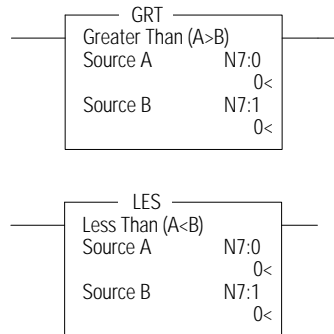 GRT
Greater Than (A>B)
Source A N7:0
0<
Source B N7:1
0<
LES
Less Than (A<B)
Source A N7:0
0<
Source B N7:1
0<